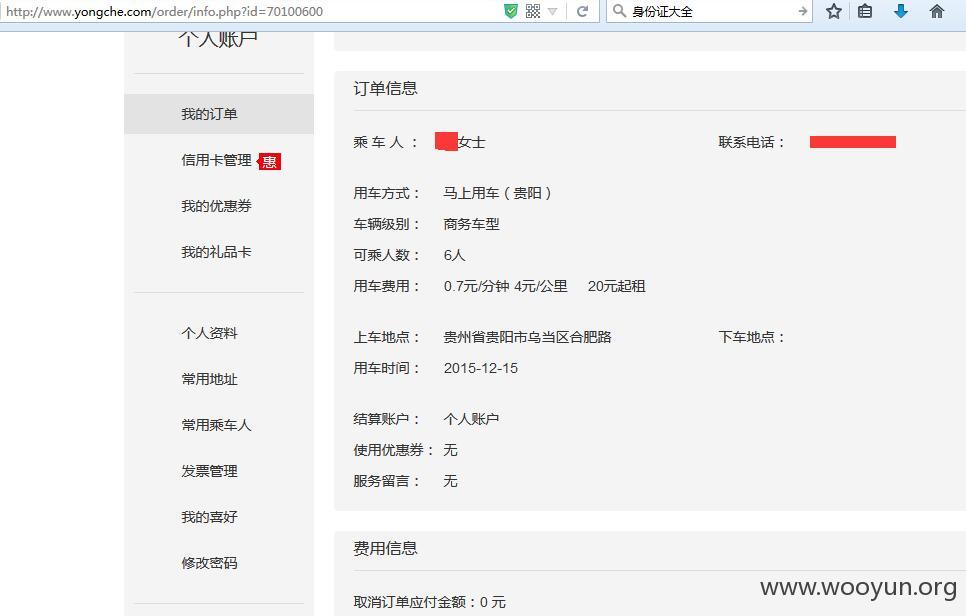 http://www.yongche.com/order/info.php?id=70100600
身份证大全
个人账户
我的订单
信用卡管理 惠
我的优惠券
我的礼品卡
个人资料
常用地址
常用乘车人
发票管理
我的喜好
修改密码
订单信息
乘 车 人 : 女士 联系电话:
用车方式: 马上用车 ( 贵阳 )
车辆级别: 商务车型
可乘人数: 6人
用车费用: 0.7元/分钟 4元/公里 20元起租
上车地点: 贵州省贵阳市乌当区合肥路 下车地点:
用车时间: 2015-12-15
结算账户: 个人账户
使用优惠券: 无
服务留言: 无
费用信息
取消订单应付金额:0 元
www.wooyun.org